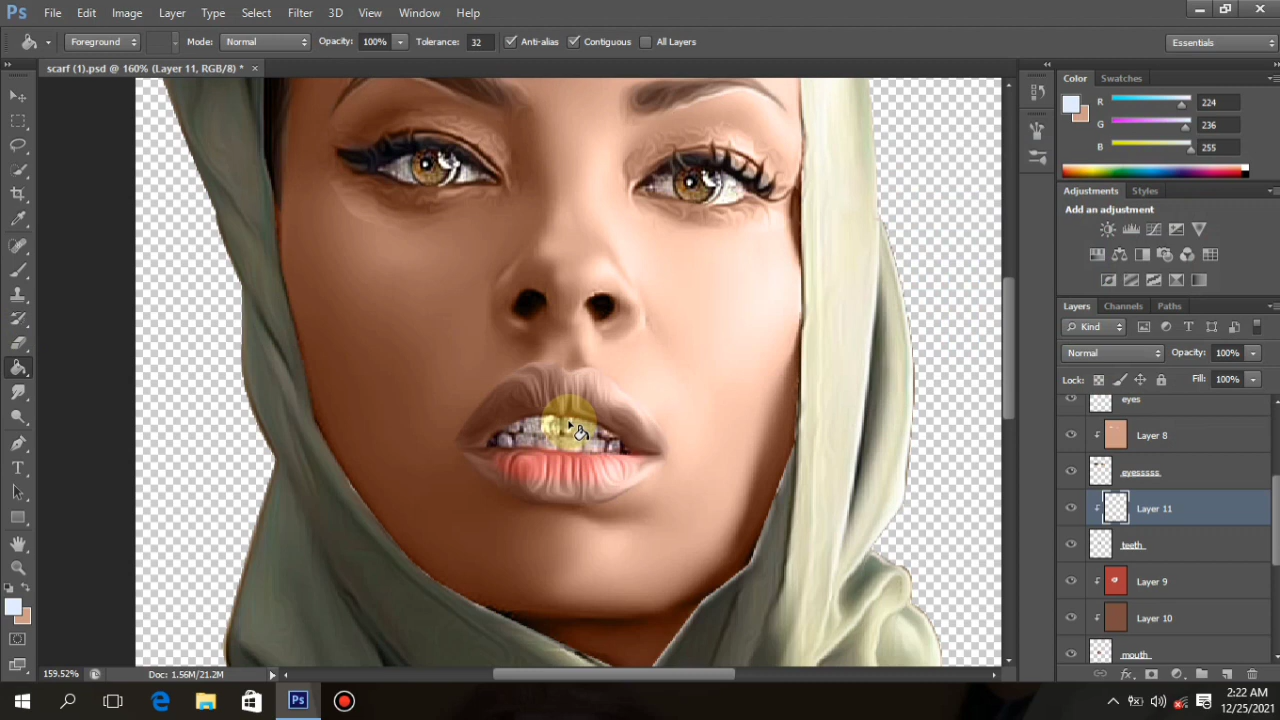 Ps File Edit Image Layer Type Select Filter 3D View Window Help
Foreground Mode: Normal Opacity: 100% Tolerance: 32 Anti-alias Contiguous All Layers Essentials
scarf (1).psd @ 160% (Layer 11, RGB/8) * ×
Color Swatches
R 224
G 236
B 255
Adjustments Styles
Add an adjustment
Layers Channels Paths
Kind
Normal Opacity: 100%
Lock: Fill: 100%
eyes
Layer 8
eyesssss
Layer 11
teeth
Layer 9
Layer 10
mouth
159.52% Doc: 1.56M/21.2M
Ps 2:22 AM
12/25/2021